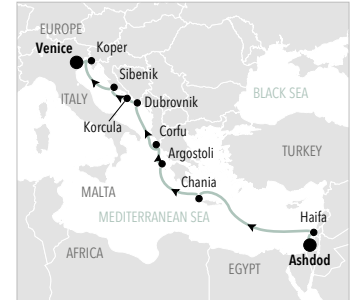 EUROPE
Venice
Koper
Sibenik
ITALY
Dubrovnik
BLACK SEA
Korcula
Corfu
Argostoli
TURKEY
Chania
MALTA
MEDITERRANEAN SEA
Haifa
AFRICA
Ashdod
EGYPT